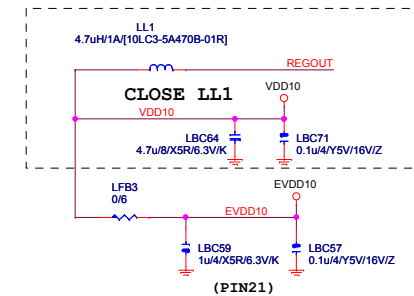 LL1
4.7uH/1A/[10LC3-5A470B-01R]
REGOUT
CLOSE LL1
VDD10
VDD10
LBC64
4.7u/8/X5R/6.3V/K
LBC71
0.1u/4/Y5V/16V/Z
LFB3
0/6
EVDD10
EVDD10
LBC59
1u/4/X5R/6.3V/K
LBC57
0.1u/4/Y5V/16V/Z
(PIN21)